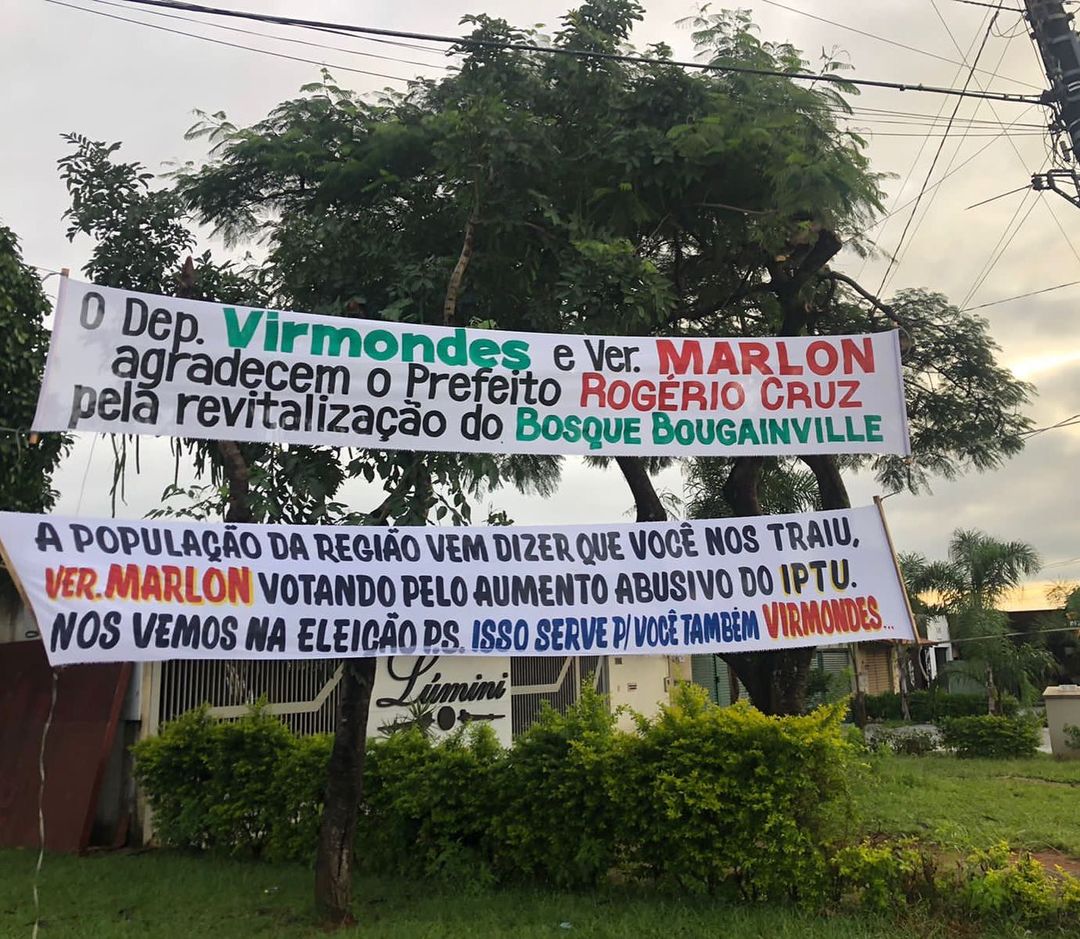 O Dep. Virmondes e Ver. MARLON
agradecem o Prefeito ROGÉRIO CRUZ
pela revitalização do BOSQUE BOUGAINVILLE
A POPULAÇÃO DA REGIÃO VEM DIZER QUE VOCÊ NOS TRAIU,
VER. MARLON VOTANDO PELO AUMENTO ABUSIVO DO IPTU.
NOS VEMOS NA ELEIÇÃO P.S. ISSO SERVE P/ VOCÊ TAMBÉM VIRMONDES...
Lúmini